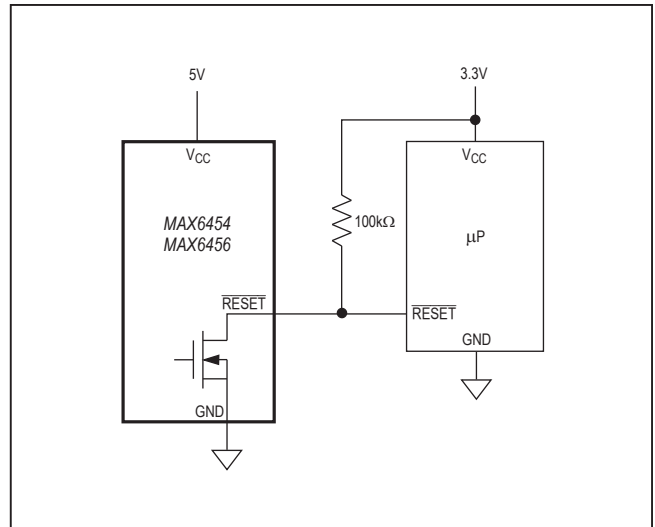 5V
3.3V
VCC
VCC
MAX6454
MAX6456
100kΩ
μP
RESET
RESET
GND
GND